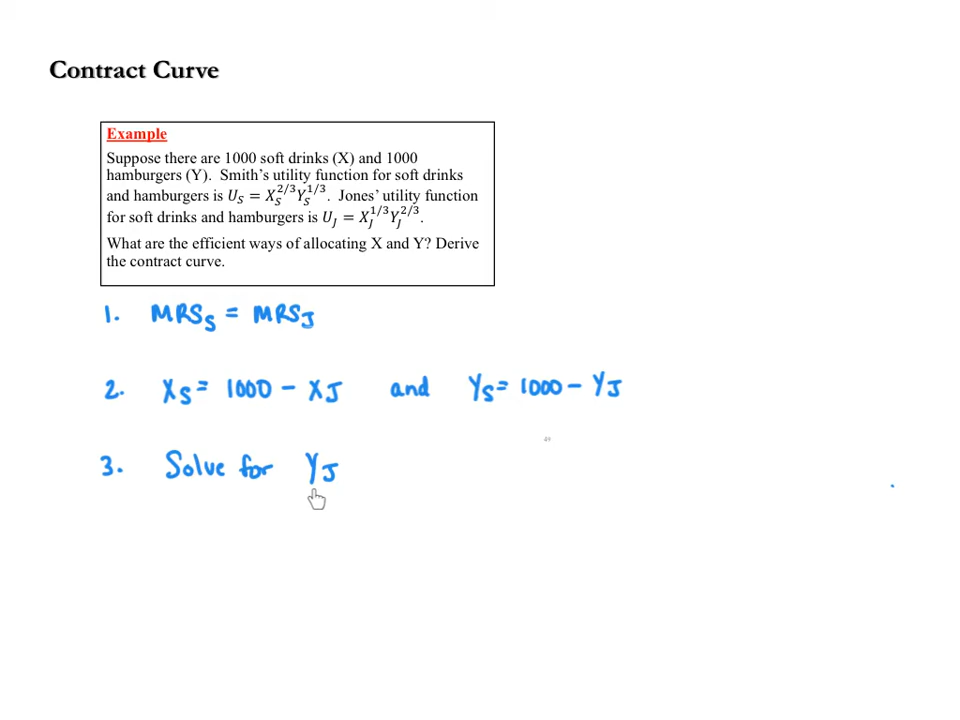 Contract Curve
Example
Suppose there are 1000 soft drinks (X) and 1000
hamburgers (Y). Smith's utility function for soft drinks
and hamburgers is U_S = X_S^{2/3}Y_S^{1/3}. Jones' utility function
for soft drinks and hamburgers is U_J = X_J^{1/3}Y_J^{2/3}.
What are the efficient ways of allocating X and Y? Derive
the contract curve.
1. MRS_S = MRS_J
2. X_S = 1000 - X_J and Y_S = 1000 - Y_J
3. Solve for Y_J